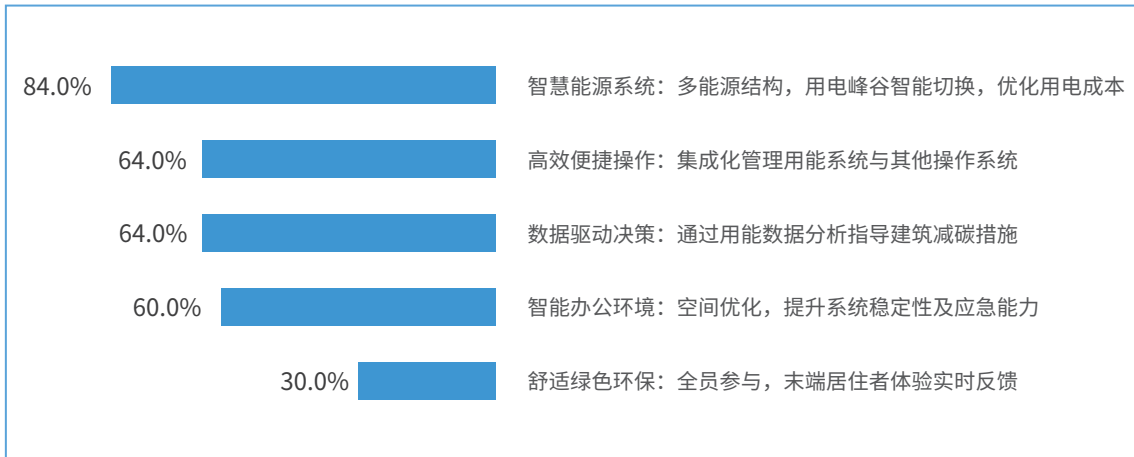 84.0% 智慧能源系统：多能源结构，用电峰谷智能切换，优化用电成本
64.0% 高效便捷操作：集成化管理用能系统与其他操作系统
64.0% 数据驱动决策：通过用能数据分析指导建筑减碳措施
60.0% 智能办公环境：空间优化，提升系统稳定性及应急能力
30.0% 舒适绿色环保：全员参与，末端居住者体验实时反馈